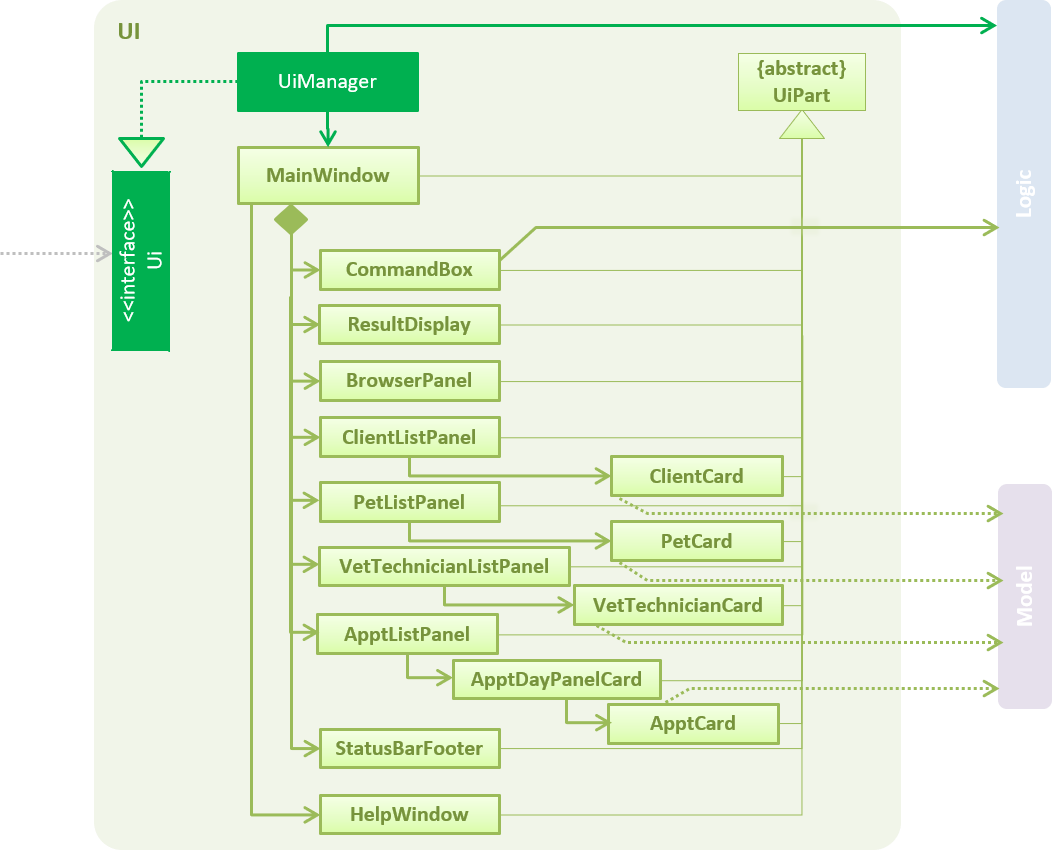 UI
UiManager
{abstract}
UiPart
MainWindow
<<interface>>
Ui
Logic
CommandBox
ResultDisplay
BrowserPanel
ClientListPanel
ClientCard
PetListPanel
PetCard
VetTechnicianListPanel
VetTechnicianCard
Model
ApptListPanel
ApptDayPanelCard
ApptCard
StatusBarFooter
HelpWindow